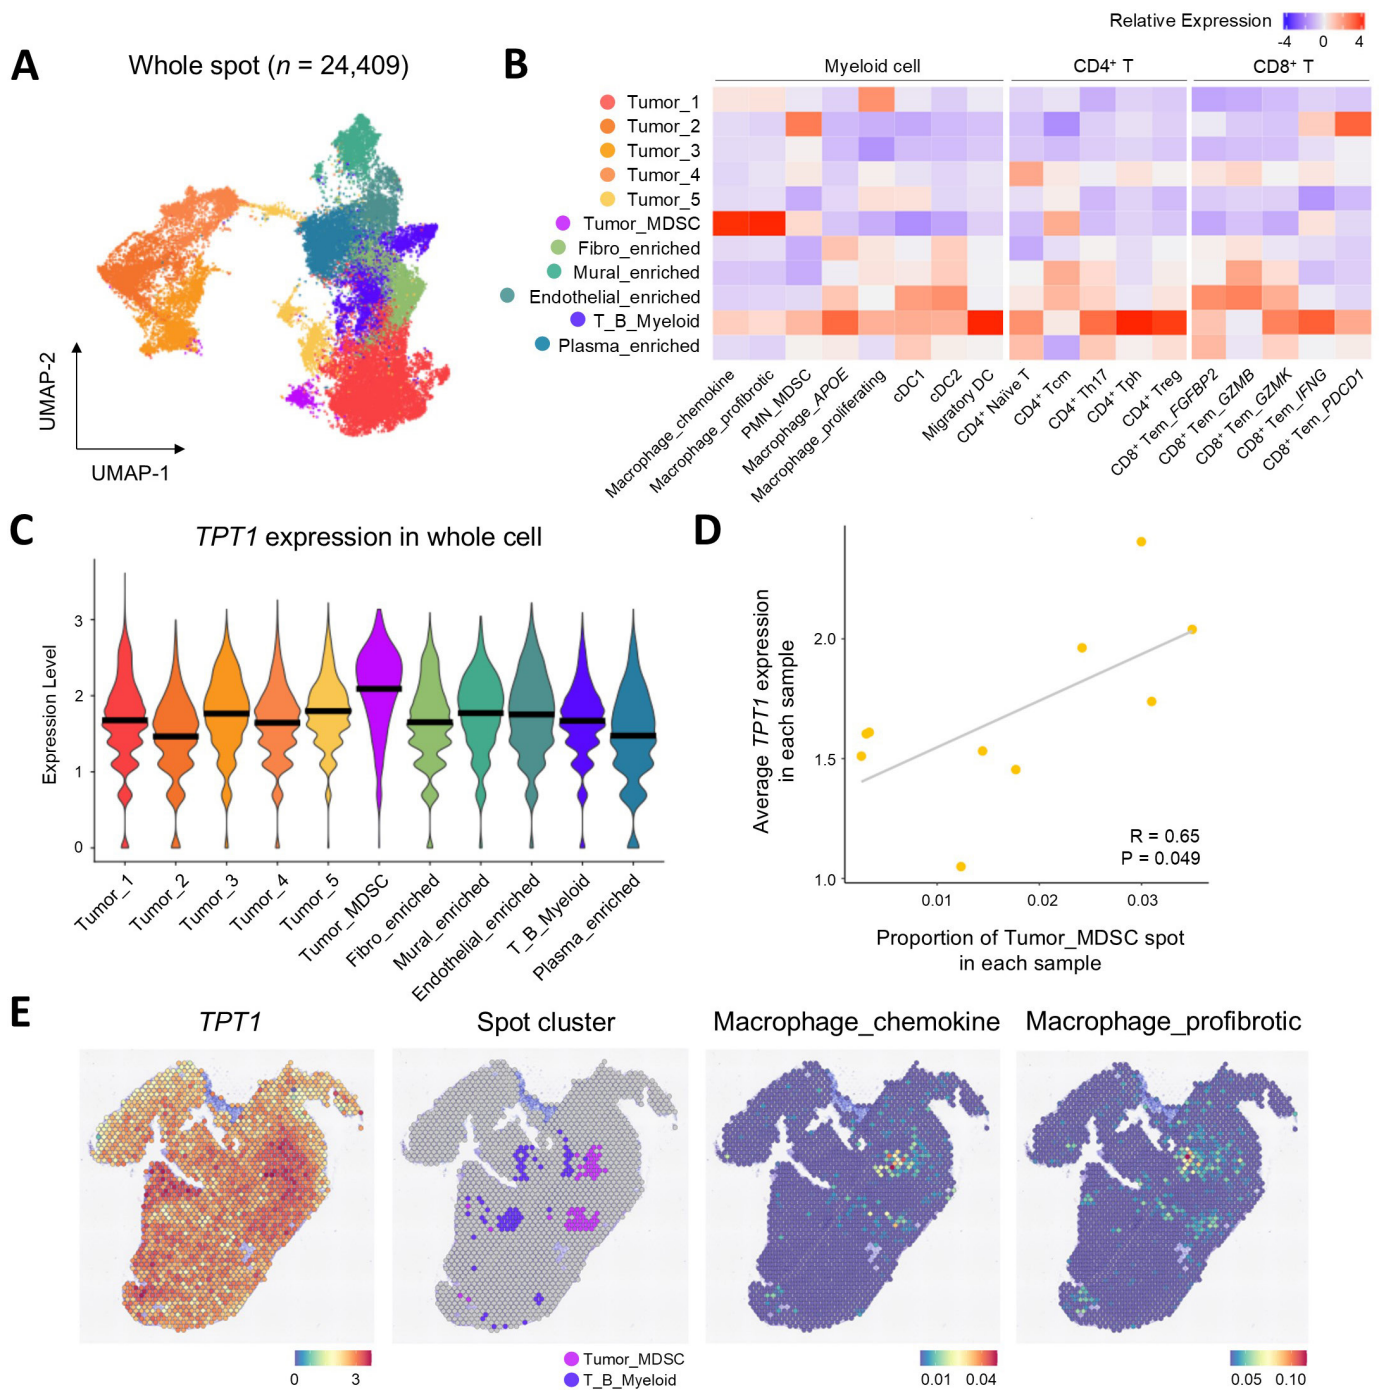 A
Whole spot (n = 24,409)
UMAP-2
UMAP-1
B
Relative Expression
-4 0 4
Myeloid cell CD4⁺ T CD8⁺ T
Tumor_1
Tumor_2
Tumor_3
Tumor_4
Tumor_5
Tumor_MDSC
Fibro_enriched
Mural_enriched
Endothelial_enriched
T_B_Myeloid
Plasma_enriched
Macrophage_chemokine
Macrophage_profibrotic
PMN_MDSC
Macrophage_APOE
Macrophage_proliferating
cDC1
cDC2
Migratory DC
CD4⁺ Naïve T
CD4⁺ Tcm
CD4⁺ Th17
CD4⁺ Tph
CD4⁺ Treg
CD8⁺ Tem_FGFBP2
CD8⁺ Tem_GZMB
CD8⁺ Tem_GZMK
CD8⁺ Tem_IFNG
CD8⁺ Tem_PDCD1
C
TPT1 expression in whole cell
Expression Level
3
2
1
0
Tumor_1
Tumor_2
Tumor_3
Tumor_4
Tumor_5
Tumor_MDSC
Fibro_enriched
Mural_enriched
Endothelial_enriched
T_B_Myeloid
Plasma_enriched
D
Average TPT1 expression
in each sample
2.0
1.5
1.0
R = 0.65
P = 0.049
0.01 0.02 0.03
Proportion of Tumor_MDSC spot
in each sample
E
TPT1
Spot cluster
Macrophage_chemokine
Macrophage_profibrotic
0 3
Tumor_MDSC
T_B_Myeloid
0.01 0.04
0.05 0.10